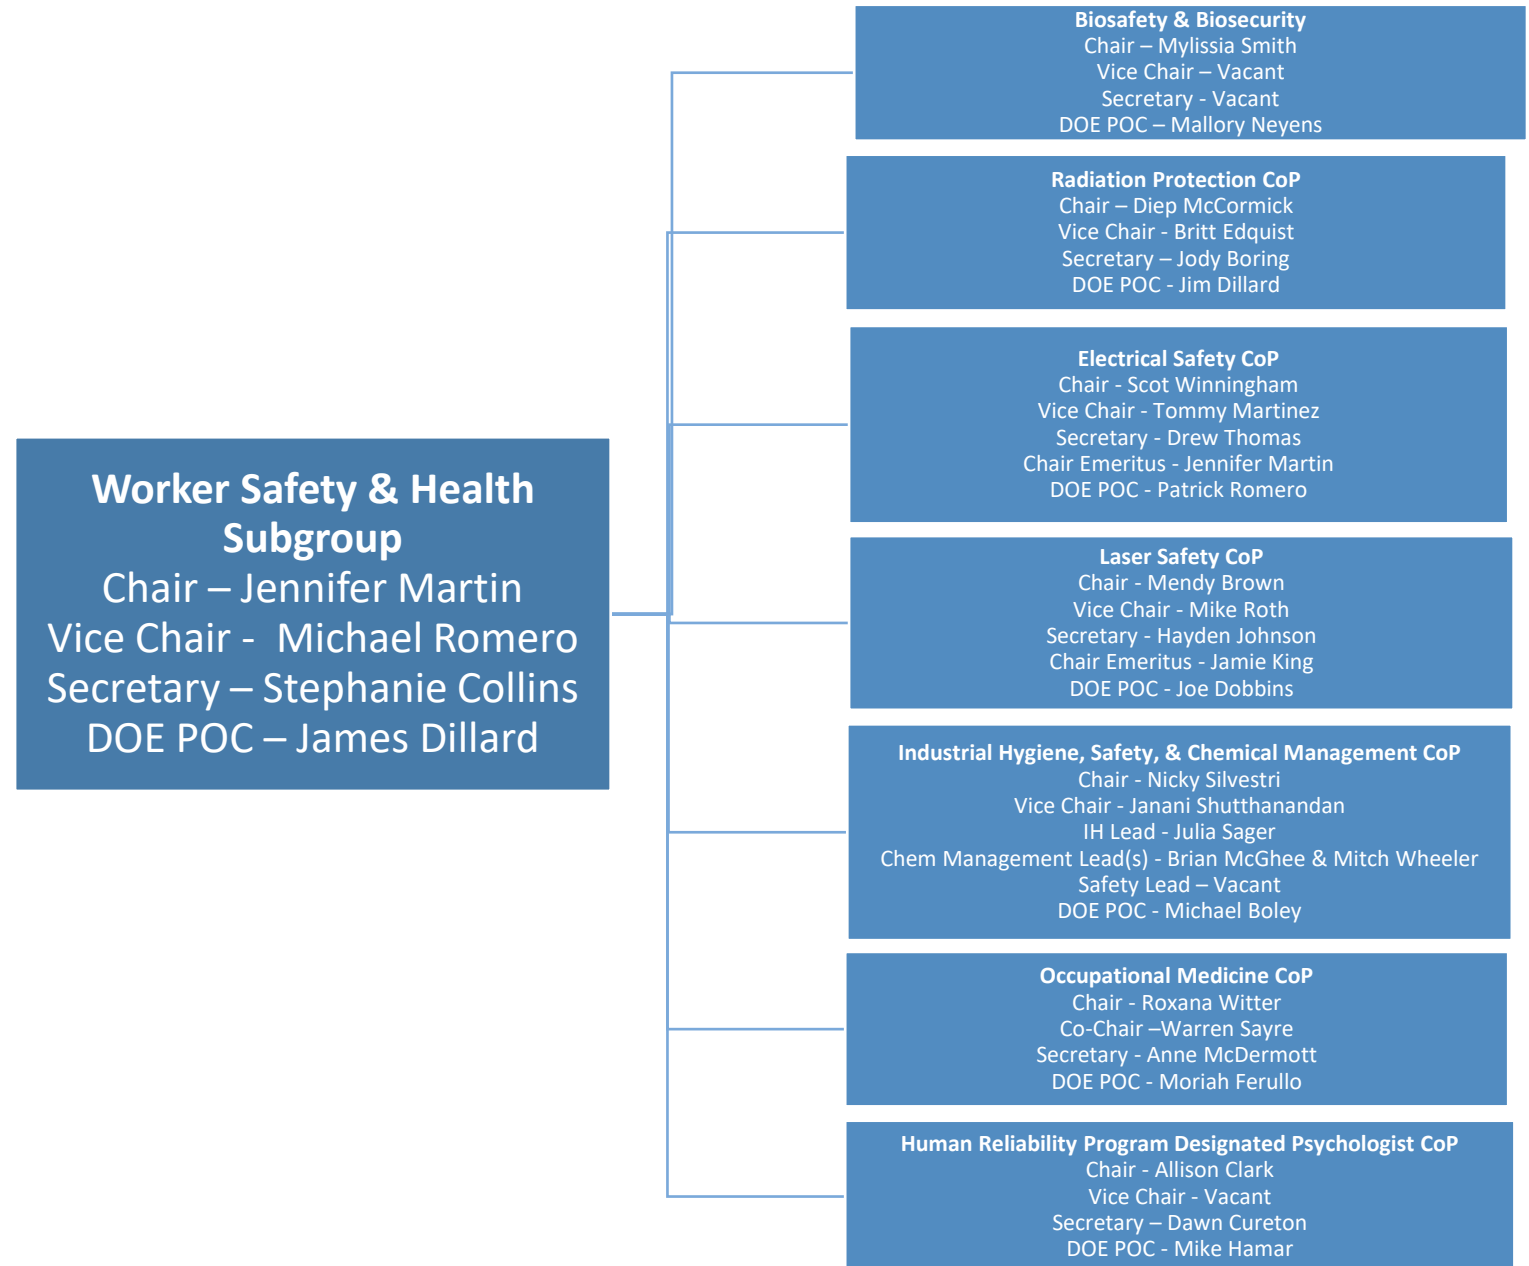 Worker Safety & Health
Subgroup
Chair – Jennifer Martin
Vice Chair -  Michael Romero
Secretary – Stephanie Collins
DOE POC – James Dillard
Biosafety & Biosecurity
Chair – Mylissia Smith
Vice Chair – Vacant
Secretary - Vacant
DOE POC – Mallory Neyens
Radiation Protection CoP
Chair – Diep McCormick
Vice Chair - Britt Edquist
Secretary – Jody Boring
DOE POC - Jim Dillard
Electrical Safety CoP
Chair - Scot Winningham
Vice Chair - Tommy Martinez
Secretary - Drew Thomas
Chair Emeritus - Jennifer Martin
DOE POC - Patrick Romero
Laser Safety CoP
Chair - Mendy Brown
Vice Chair - Mike Roth
Secretary - Hayden Johnson
Chair Emeritus - Jamie King
DOE POC - Joe Dobbins
Industrial Hygiene, Safety, & Chemical Management CoP
Chair - Nicky Silvestri
Vice Chair - Janani Shutthanandan
IH Lead - Julia Sager
Chem Management Lead(s) - Brian McGhee & Mitch Wheeler
Safety Lead – Vacant
DOE POC - Michael Boley
Occupational Medicine CoP
Chair - Roxana Witter
Co-Chair –Warren Sayre
Secretary - Anne McDermott
DOE POC - Moriah Ferullo
Human Reliability Program Designated Psychologist CoP
Chair - Allison Clark
Vice Chair - Vacant
Secretary – Dawn Cureton
DOE POC - Mike Hamar